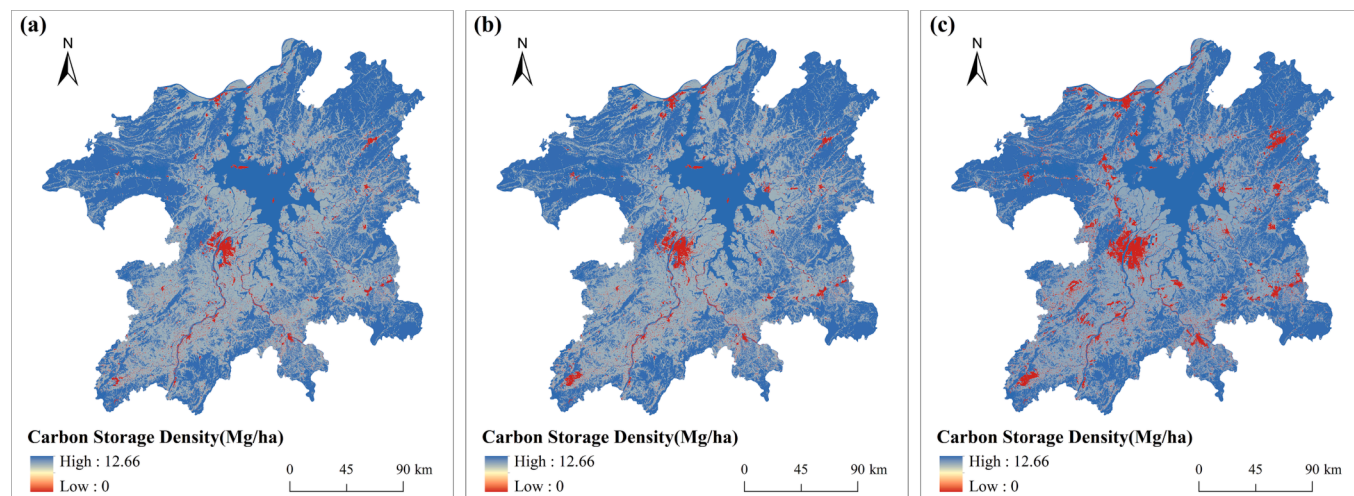 (a)
N
Carbon Storage Density(Mg/ha)
High : 12.66
Low : 0
0 45 90 km
(b)
N
Carbon Storage Density(Mg/ha)
High : 12.66
Low : 0
0 45 90 km
(c)
N
Carbon Storage Density(Mg/ha)
High : 12.66
Low : 0
0 45 90 km